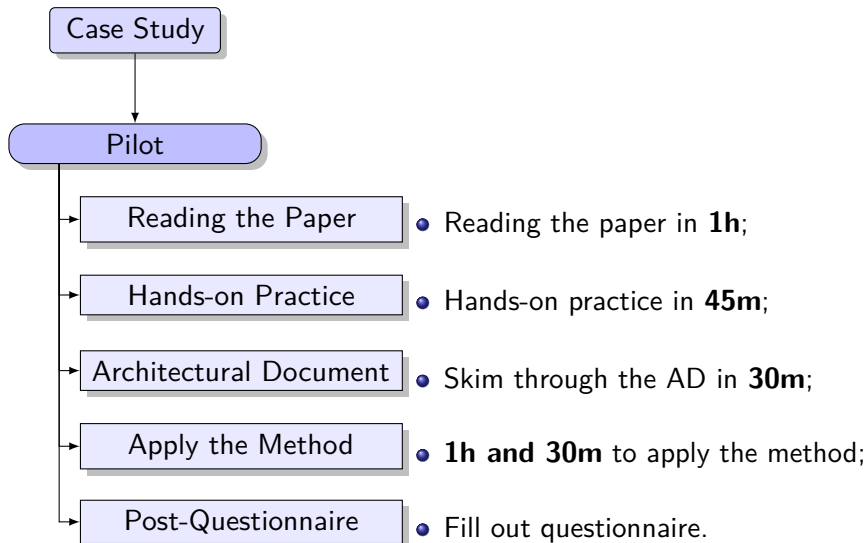 Case Study
Pilot
Reading the Paper
Reading the paper in 1h;
Hands-on Practice
Hands-on practice in 45m;
Architectural Document
Skim through the AD in 30m;
Apply the Method
1h and 30m to apply the method;
Post-Questionnaire
Fill out questionnaire.